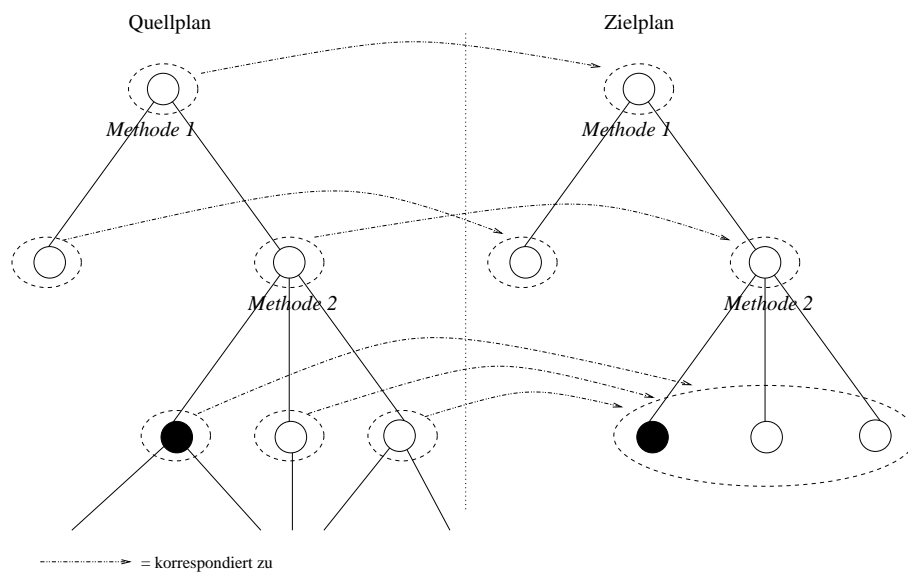 Quellplan
Zielplan
Methode 1
Methode 1
Methode 2
Methode 2
= korrespondiert zu